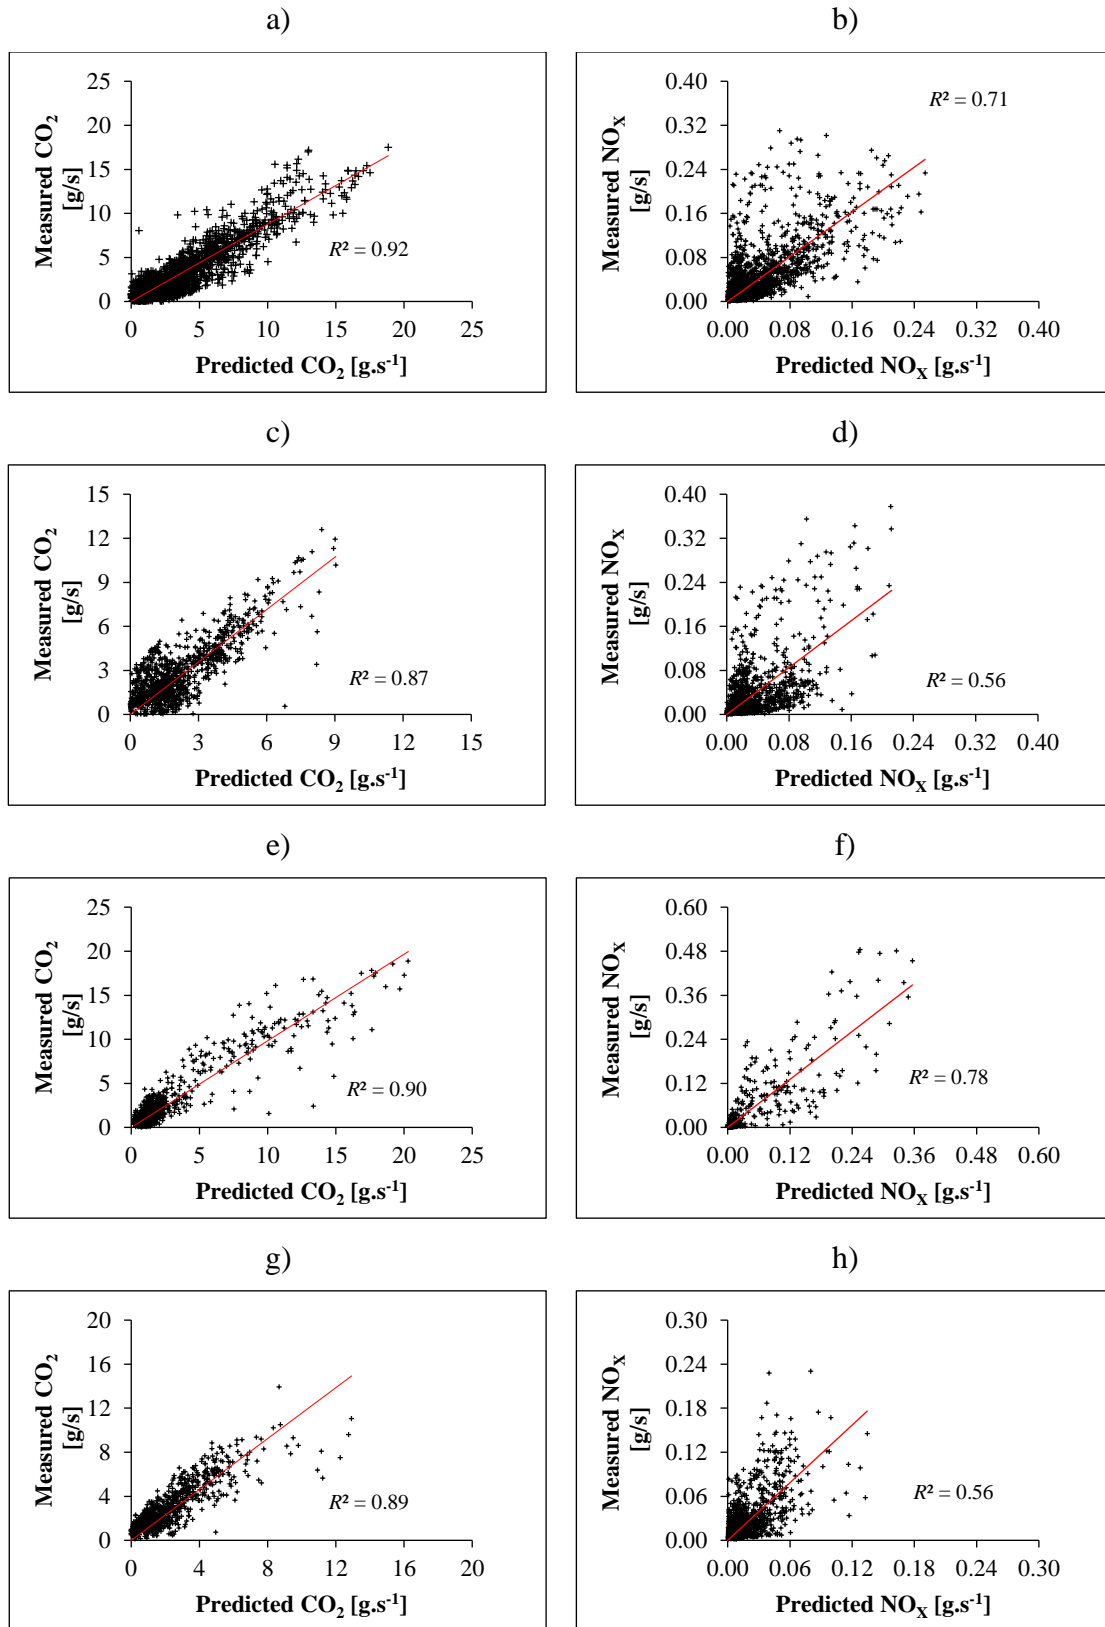 a)
b)
25
20
15
10
5
0
0 5 10 15 20 25
Measured CO₂
[g/s]
Predicted CO₂ [g.s⁻¹]
R² = 0.92
0.40
0.32
0.24
0.16
0.08
0.00
0.00 0.08 0.16 0.24 0.32 0.40
Measured NOₓ
[g/s]
Predicted NOₓ [g.s⁻¹]
R² = 0.71
c)
d)
15
12
9
6
3
0
0 3 6 9 12 15
Measured CO₂
[g/s]
Predicted CO₂ [g.s⁻¹]
R² = 0.87
0.40
0.32
0.24
0.16
0.08
0.00
0.00 0.08 0.16 0.24 0.32 0.40
Measured NOₓ
[g/s]
Predicted NOₓ [g.s⁻¹]
R² = 0.56
e)
f)
25
20
15
10
5
0
0 5 10 15 20 25
Measured CO₂
[g/s]
Predicted CO₂ [g.s⁻¹]
R² = 0.90
0.60
0.48
0.36
0.24
0.12
0.00
0.00 0.12 0.24 0.36 0.48 0.60
Measured NOₓ
[g/s]
Predicted NOₓ [g.s⁻¹]
R² = 0.78
g)
h)
20
16
12
8
4
0
0 4 8 12 16 20
Measured CO₂
[g/s]
Predicted CO₂ [g.s⁻¹]
R² = 0.89
0.30
0.24
0.18
0.12
0.06
0.00
0.00 0.06 0.12 0.18 0.24 0.30
Measured NOₓ
[g/s]
Predicted NOₓ [g.s⁻¹]
R² = 0.56